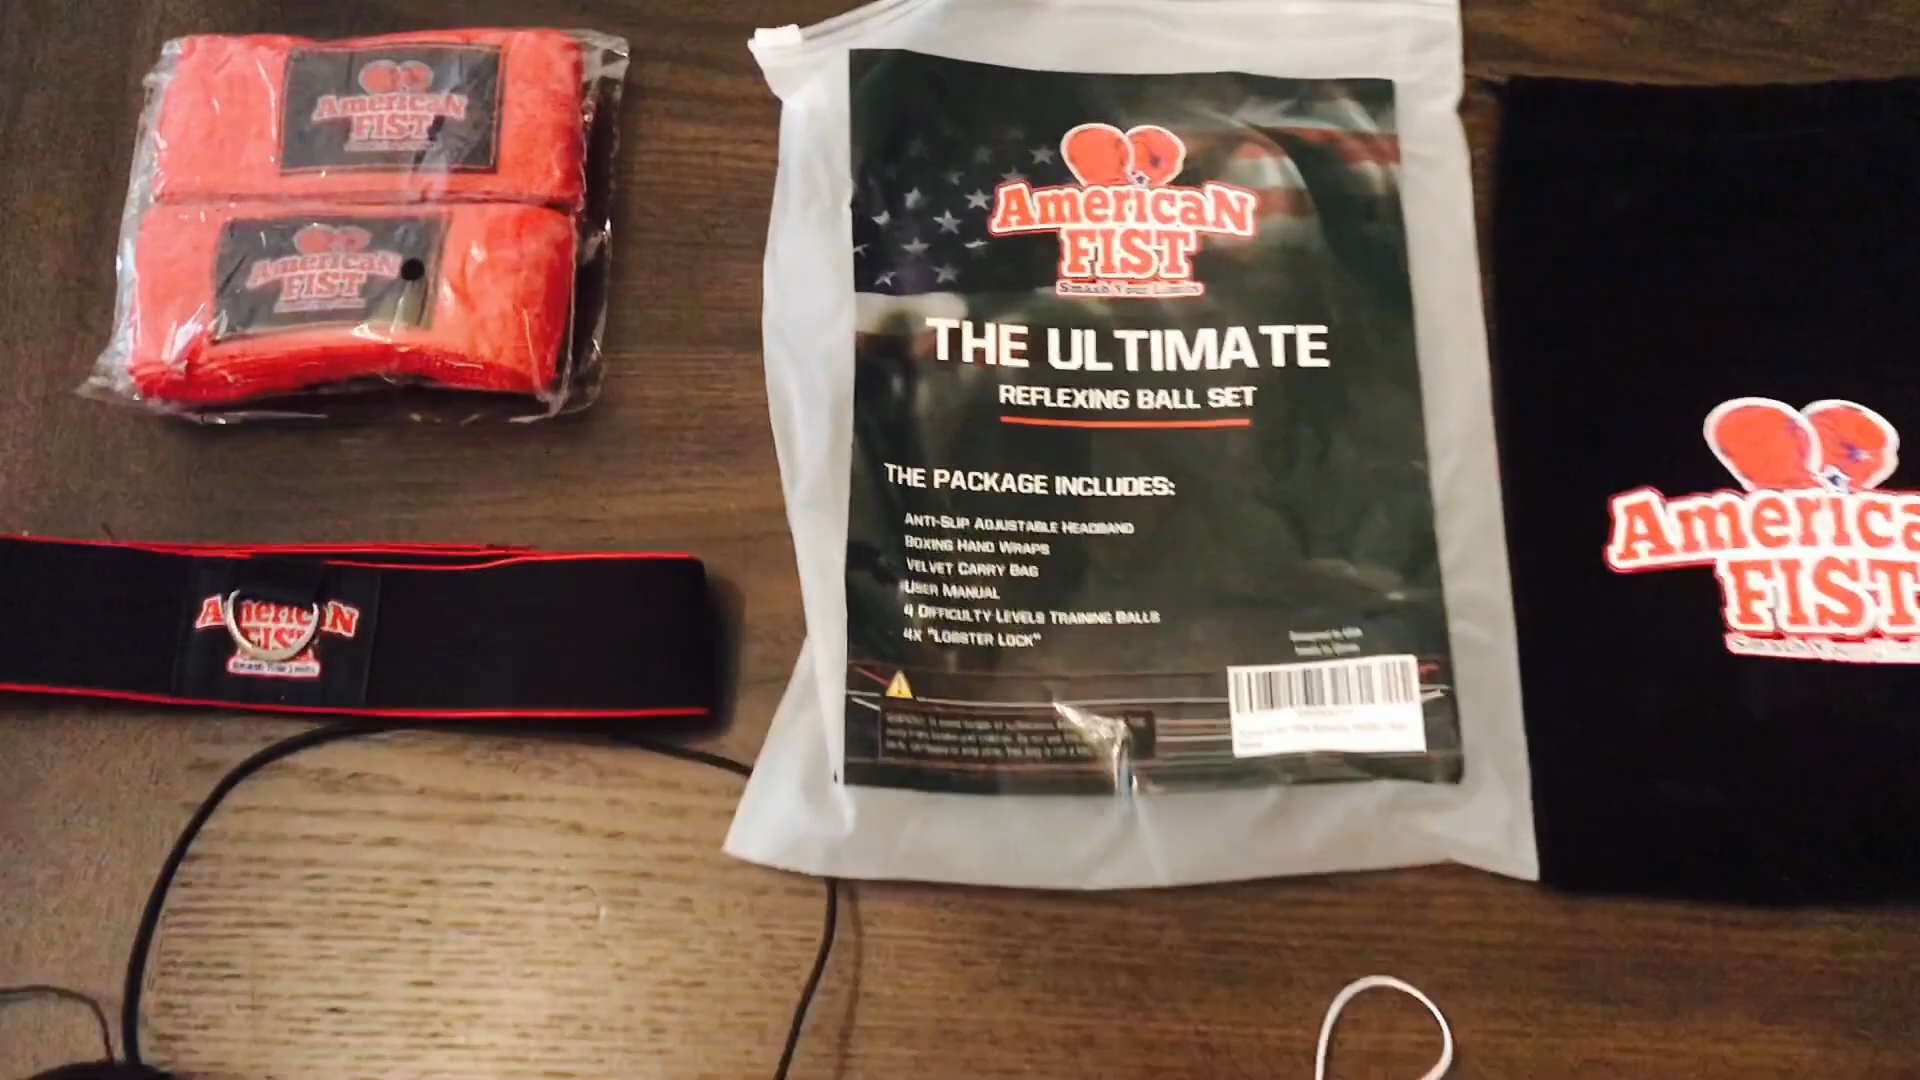 AmericaN
FIST
AmericaN
FIST
AmericaN
FIST
Smash Your Limits
THE ULTIMATE
REFLEXING BALL SET
THE PACKAGE INCLUDES:
ANTI-SLIP ADJUSTABLE HEADBAND
BOXING HAND WRAPS
VELVET CARRY BAG
USER MANUAL
4 DIFFICULTY LEVELS TRAINING BALLS
4X "LOBSTER LOCK"
AmericaN
FIST
Smash Your Limits
America
FIST